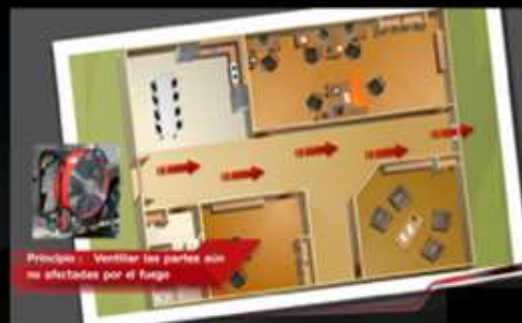 Principio : Ventilar las partes aún
no afectadas por el fuego